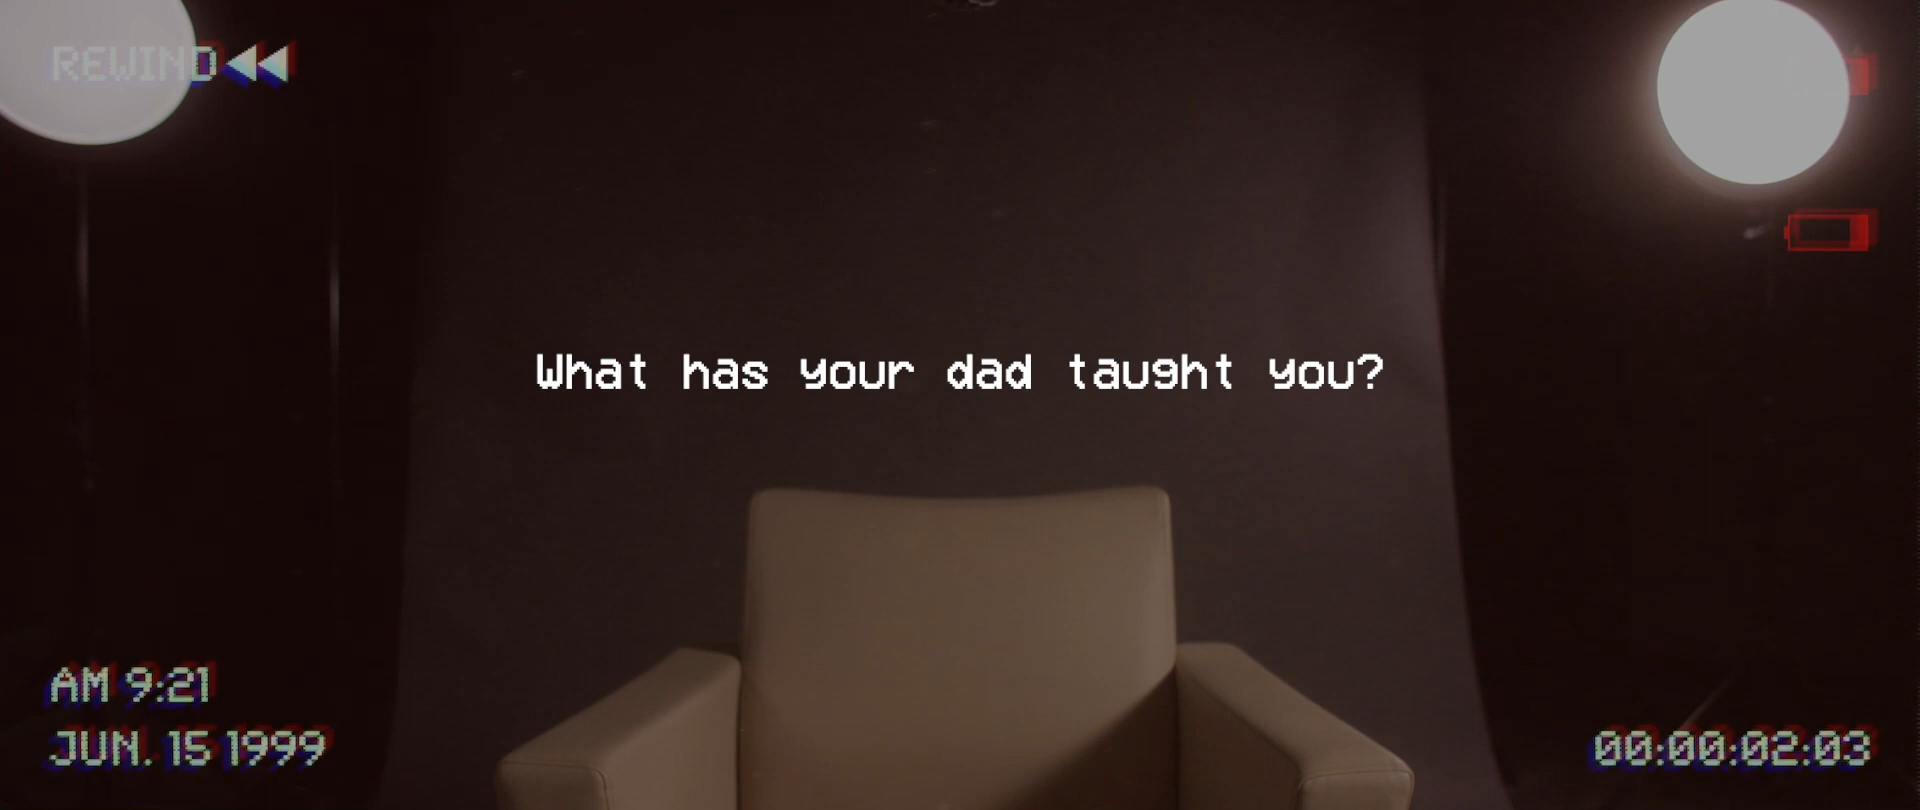 REWIND
What has your dad taught you?
AM 9:21
JUN. 15 1999
00:00:02:03